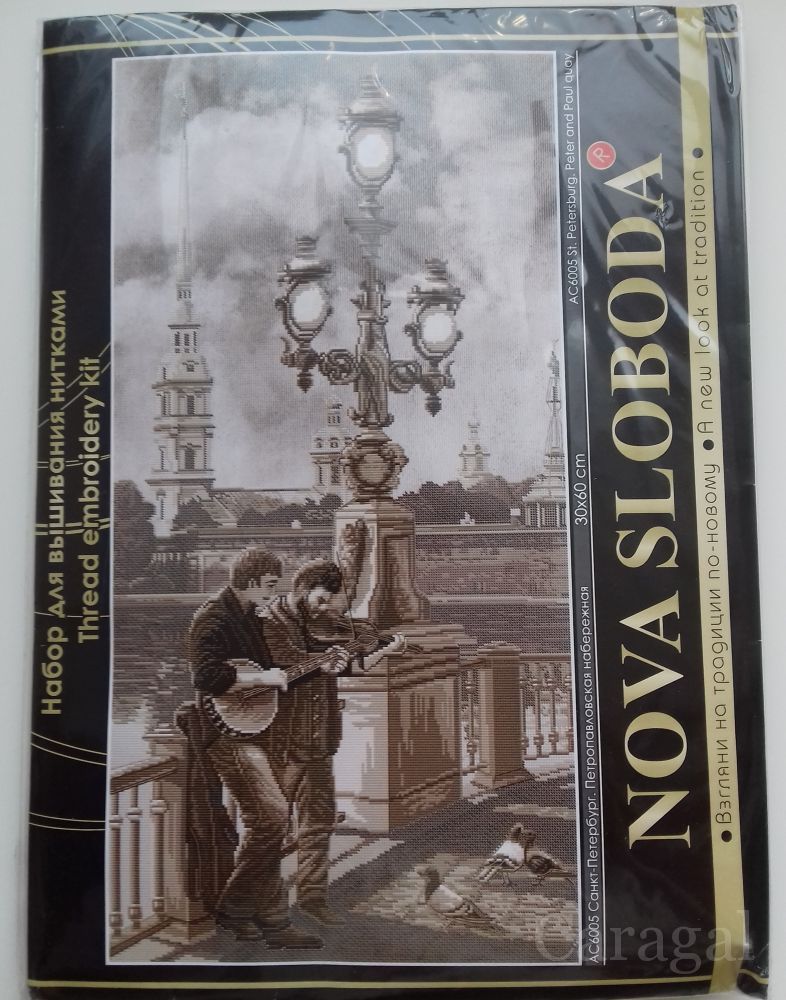 Набор для вышивания нитками
Thread embroidery kit
АС6005 Санкт-Петербург. Петропавловская набережная
30x60 cm
AC6005 St. Petersburg. Peter and Paul quay
NOVA SLOBODA
R
• Взгляни на традиции по-новому • A new look at tradition •
Caragal